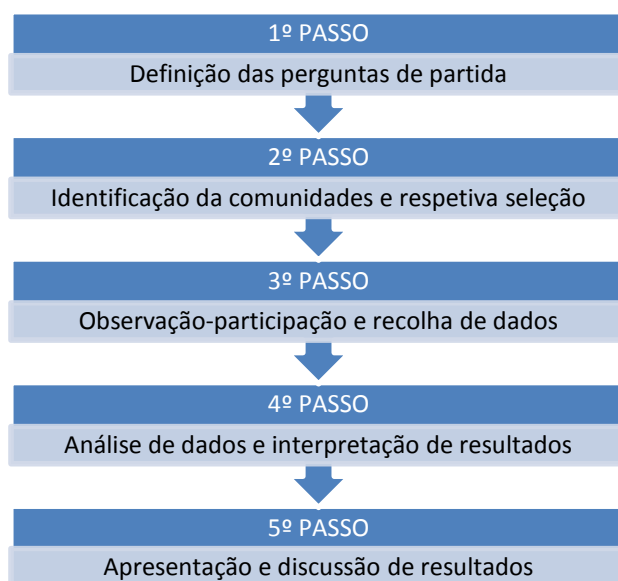 1º PASSO
Definição das perguntas de partida
2º PASSO
Identificação da comunidades e respetiva seleção
3º PASSO
Observação-participação e recolha de dados
4º PASSO
Análise de dados e interpretação de resultados
5º PASSO
Apresentação e discussão de resultados